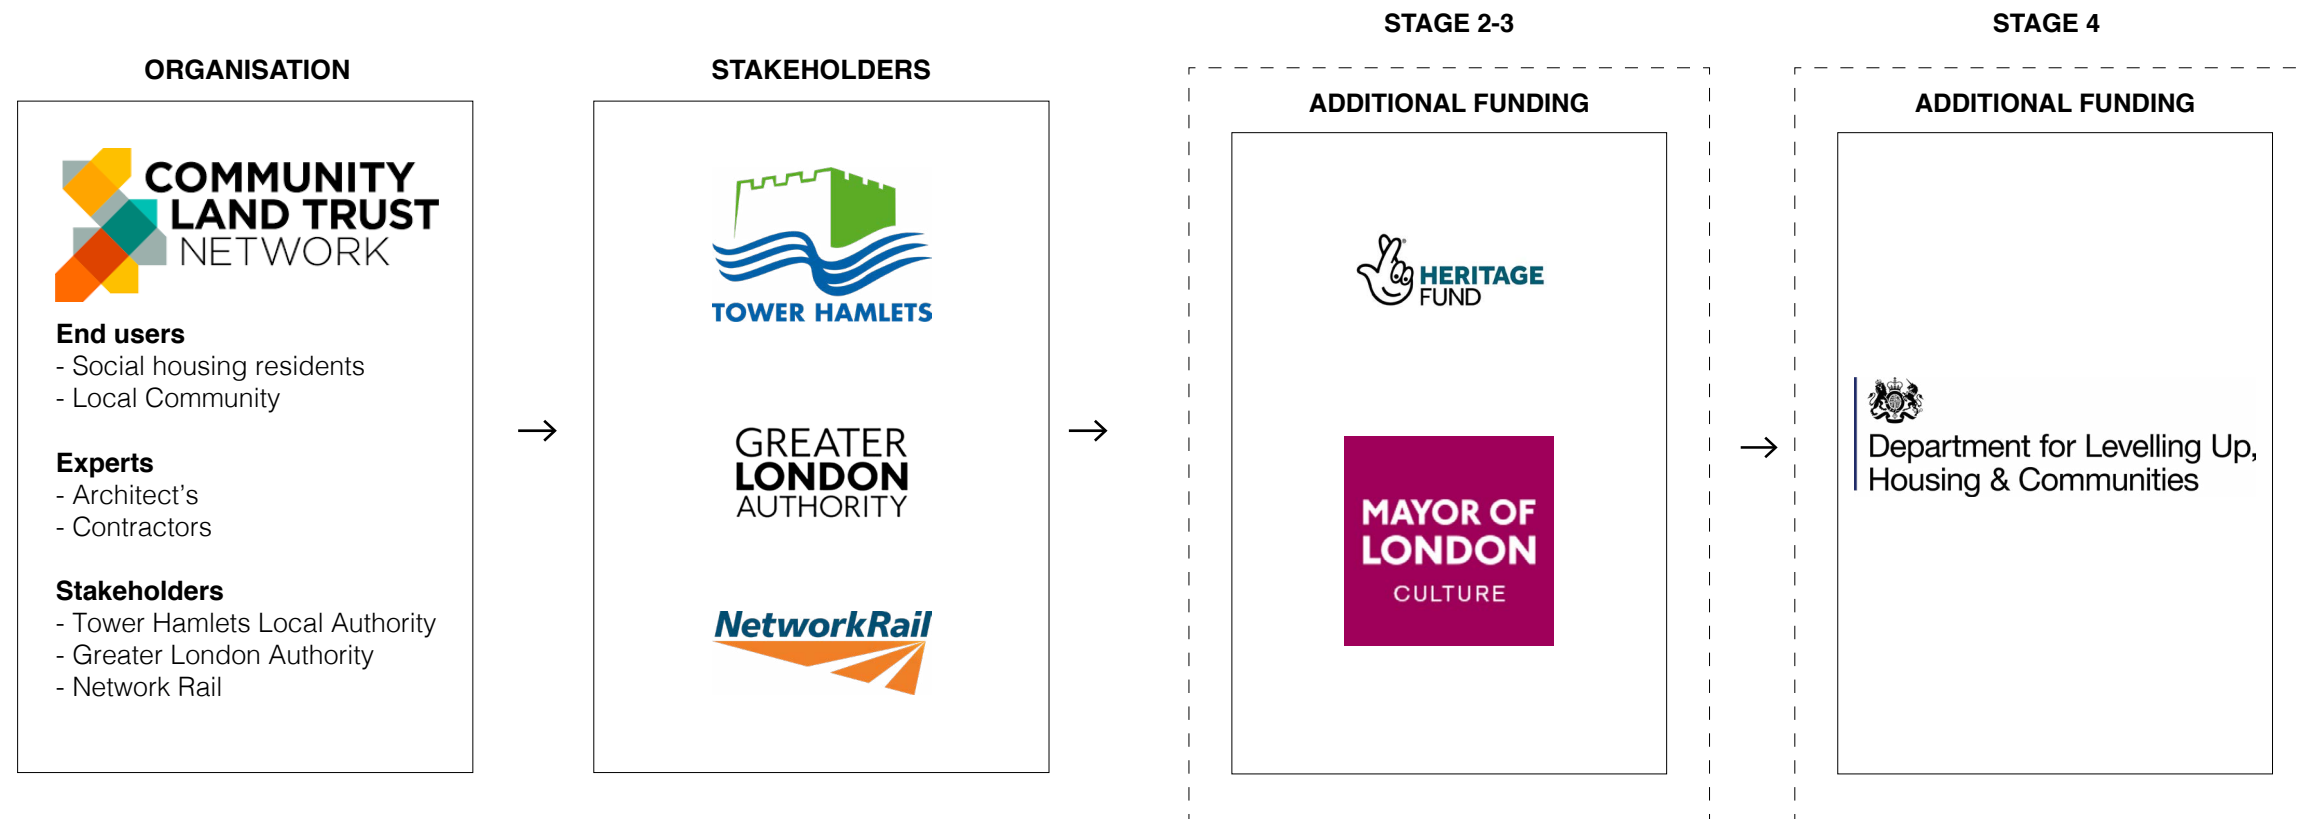 ORGANISATION
COMMUNITY
LAND TRUST
NETWORK
End users
- Social housing residents
- Local Community
Experts
- Architect’s
- Contractors
Stakeholders
- Tower Hamlets Local Authority
- Greater London Authority
- Network Rail
STAKEHOLDERS
TOWER HAMLETS
GREATER
LONDON
AUTHORITY
NetworkRail
STAGE 2-3
ADDITIONAL FUNDING
HERITAGE
FUND
MAYOR OF
LONDON
CULTURE
STAGE 4
ADDITIONAL FUNDING
Department for Levelling Up,
Housing & Communities